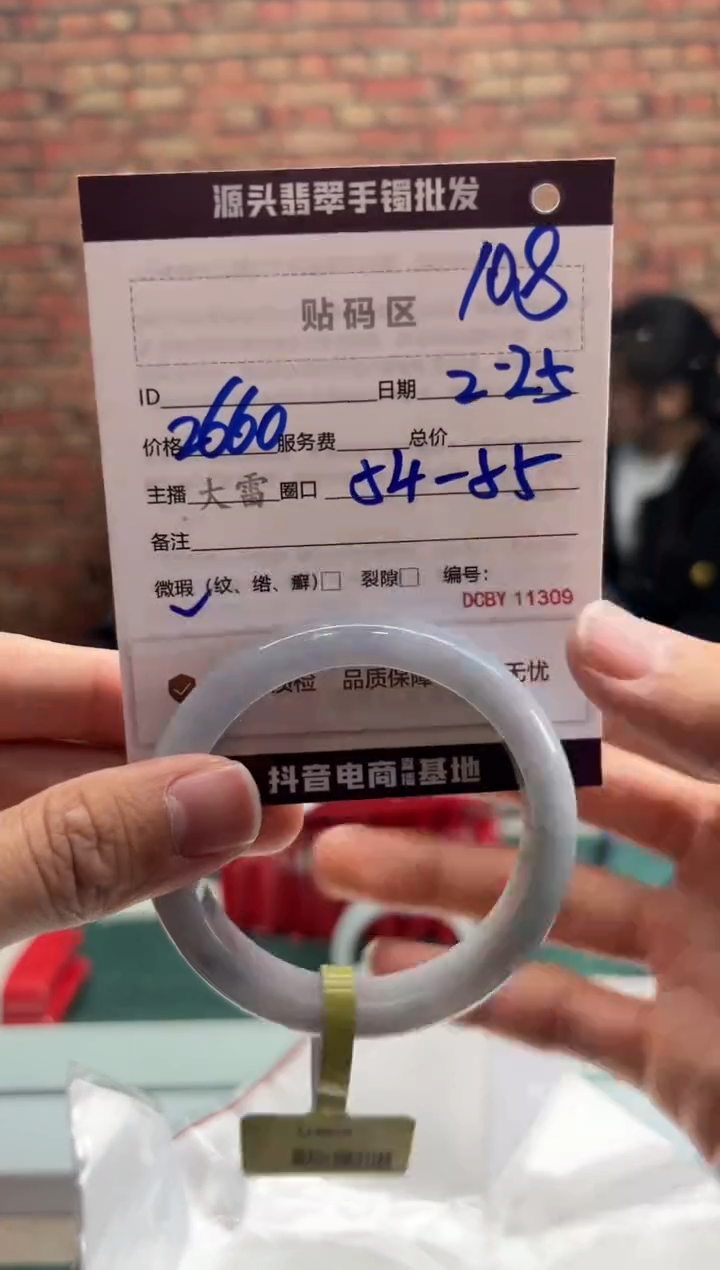 源头翡翠手镯批发
贴码区 108
ID 日期 2-25
价格 2660 服务费 总价
主播 大雷 圈口 54-55
备注
微瑕(纹、绺、癣)□ 裂隙□ 编号:
✓
DCBY 11309
质检 品质保障 无忧
抖音电商 基地